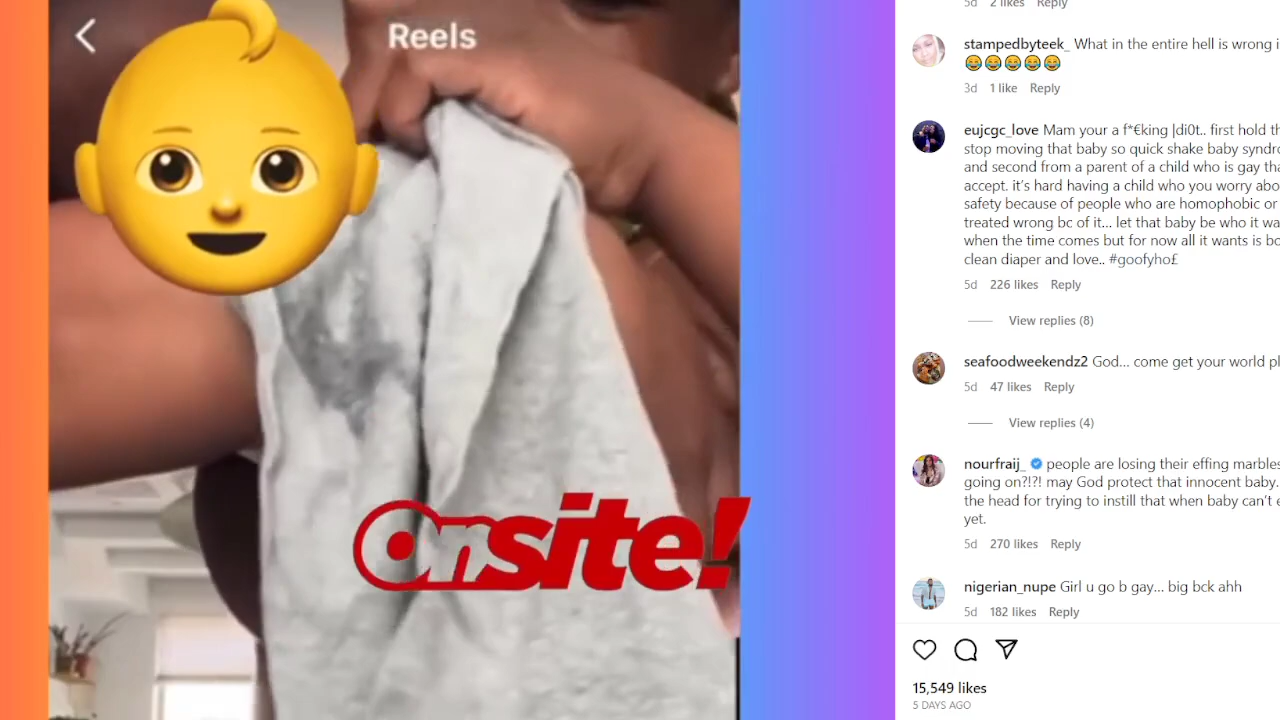 Reels
Onsite!
5d 2 likes Reply
stampedbyteek_ What in the entire hell is wrong i
😂😂😂😂😂
3d 1 like Reply
eujcgc_love Mam your a f*€king |di0t.. first hold th
stop moving that baby so quick shake baby syndro
and second from a parent of a child who is gay tha
accept. it's hard having a child who you worry abo
safety because of people who are homophobic or
treated wrong bc of it... let that baby be who it wa
when the time comes but for now all it wants is bo
clean diaper and love.. #goofyho£
5d 226 likes Reply
View replies (8)
seafoodweekendz2 God... come get your world pl
5d 47 likes Reply
View replies (4)
nourfraij_ people are losing their effing marbles
going on?!?! may God protect that innocent baby.
the head for trying to instill that when baby can't e
yet.
5d 270 likes Reply
nigerian_nupe Girl u go b gay... big bck ahh
5d 182 likes Reply
15,549 likes
5 DAYS AGO